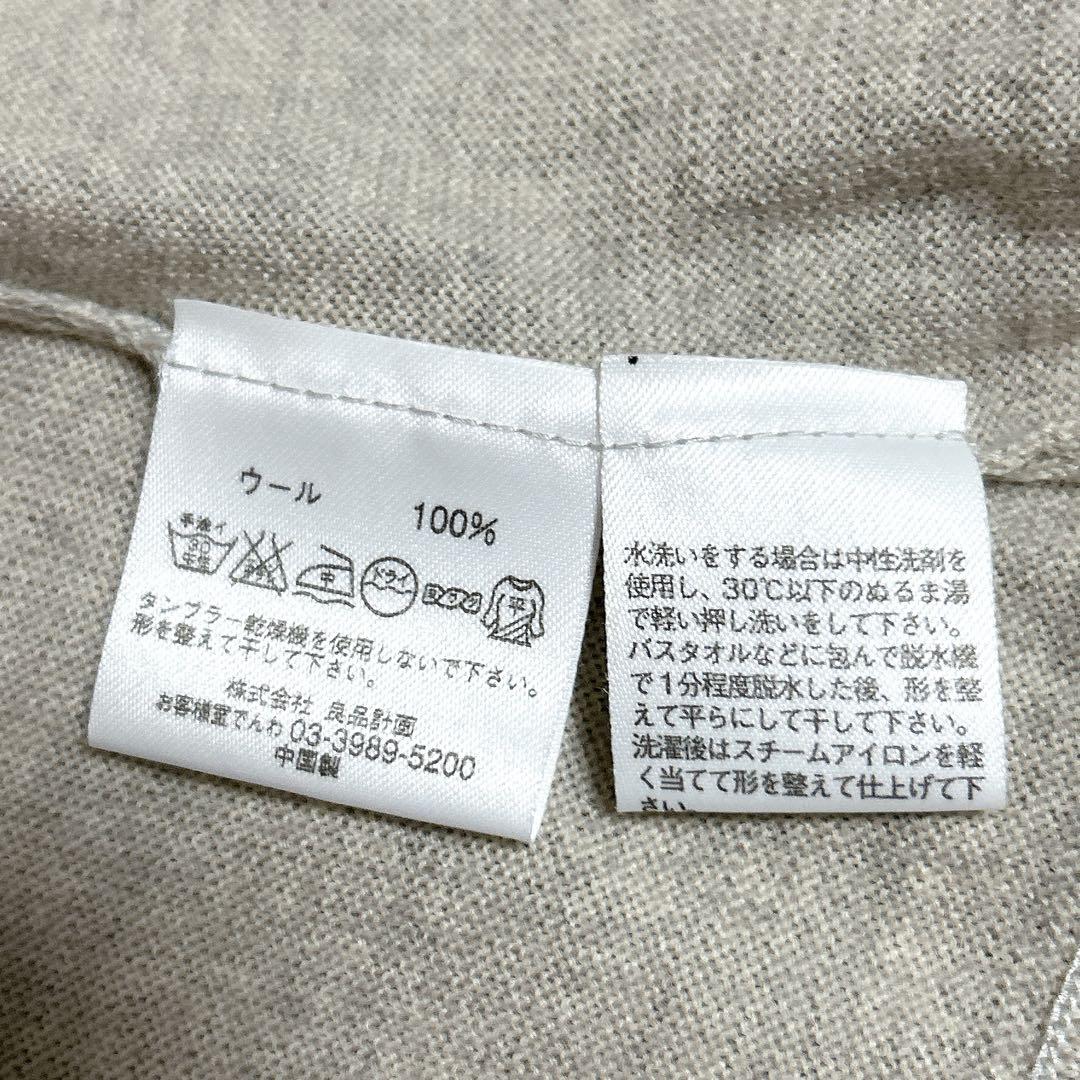 ウール 100%
手洗イ
30
中性
中
ドライ
ヨワク
平
タンブラー乾燥機を使用しないで下さい。
形を整えて干して下さい。
株式会社 良品計画
お客様室でんわ 03-3989-5200
中国製
水洗いをする場合は中性洗剤を
使用し、30℃以下のぬるま湯
で軽い押し洗いをして下さい。
バスタオルなどに包んで脱水機
で1分程度脱水した後、形を整
えて平らにして干して下さい。
洗濯後はスチームアイロンを軽
く当てて形を整えて仕上げて下
さい。